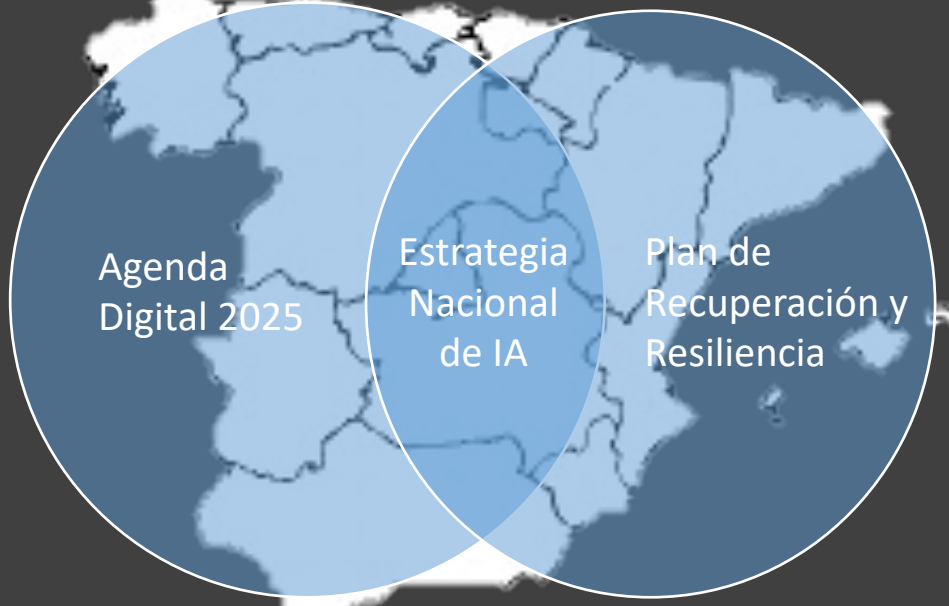 Agenda
Digital 2025
Estrategia
Nacional
de IA
Plan de
Recuperación y
Resiliencia